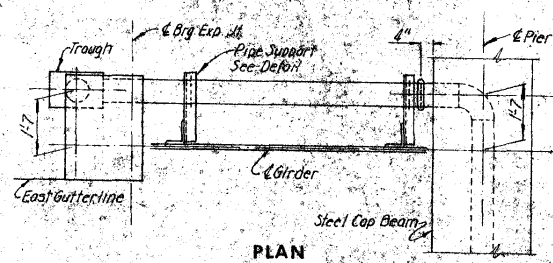 ℄ Brg. Exp. Jt.
4"
℄ Pier
Trough
Pipe Support
See Detail
1'-7
1'-7
℄ Girder
East Gutterline
Steel Cap Beam
PLAN